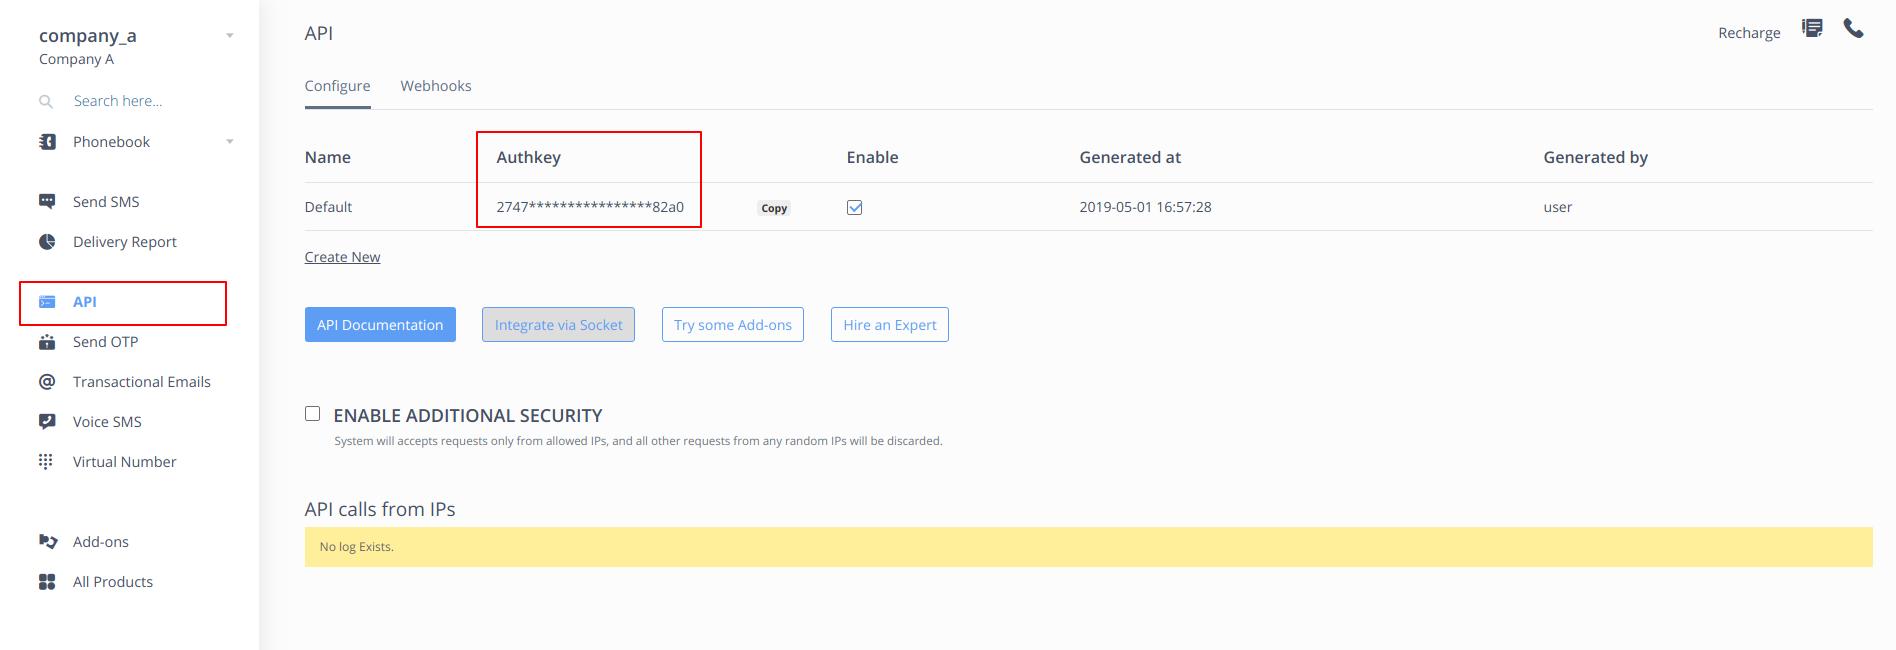 company_a
Company A
Search here...
Phonebook
Send SMS
Delivery Report
API
Send OTP
Transactional Emails
Voice SMS
Virtual Number
Add-ons
All Products
API
Recharge
Configure Webhooks
Name Authkey Enable Generated at Generated by
Default 2747****************82a0 Copy 2019-05-01 16:57:28 user
Create New
API Documentation Integrate via Socket Try some Add-ons Hire an Expert
ENABLE ADDITIONAL SECURITY
System will accepts requests only from allowed IPs, and all other requests from any random IPs will be discarded.
API calls from IPs
No log Exists.